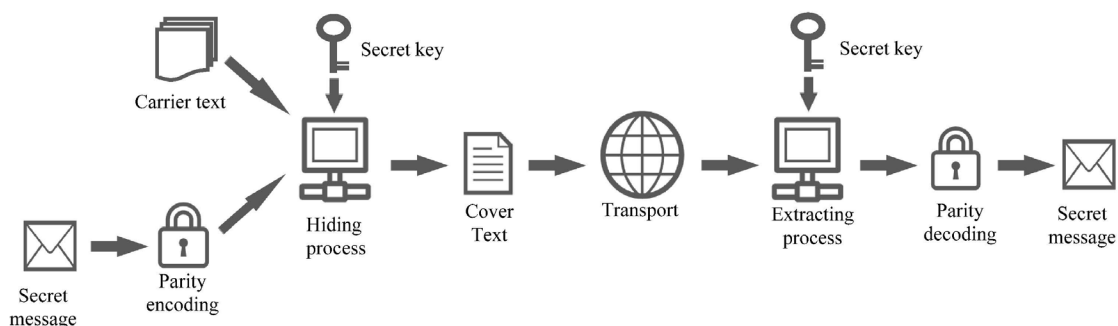 Carrier text
Secret key
Secret
message
Parity
encoding
Hiding
process
Cover
Text
Transport
Secret key
Extracting
process
Parity
decoding
Secret
message